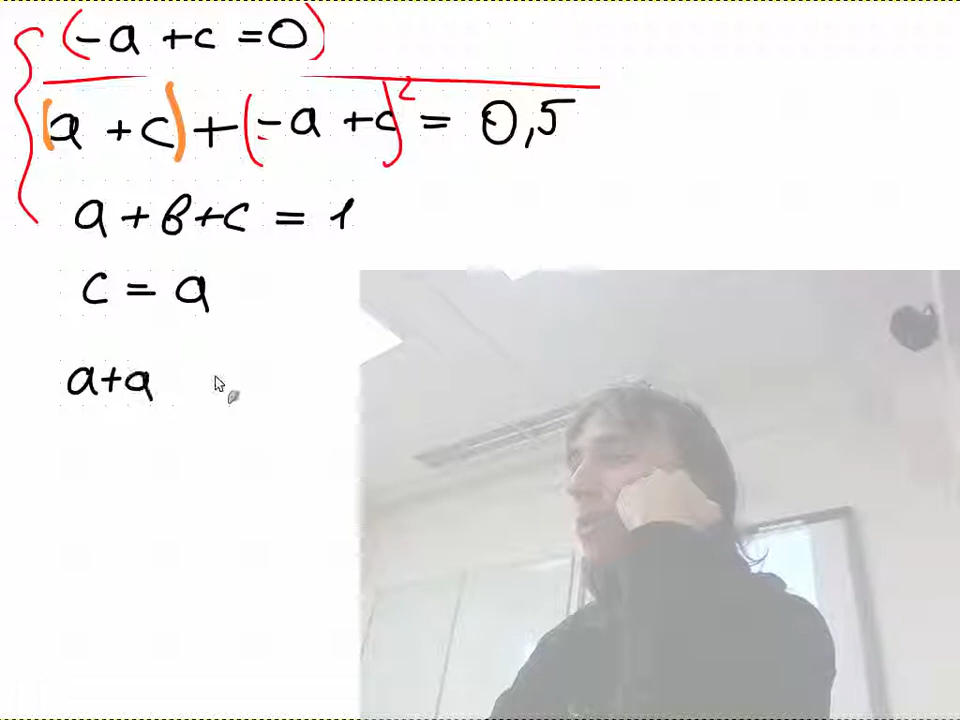 (-a + c = 0)
(a + c) + (-a + c)² = 0,5
a + b + c = 1
c = a
a + a